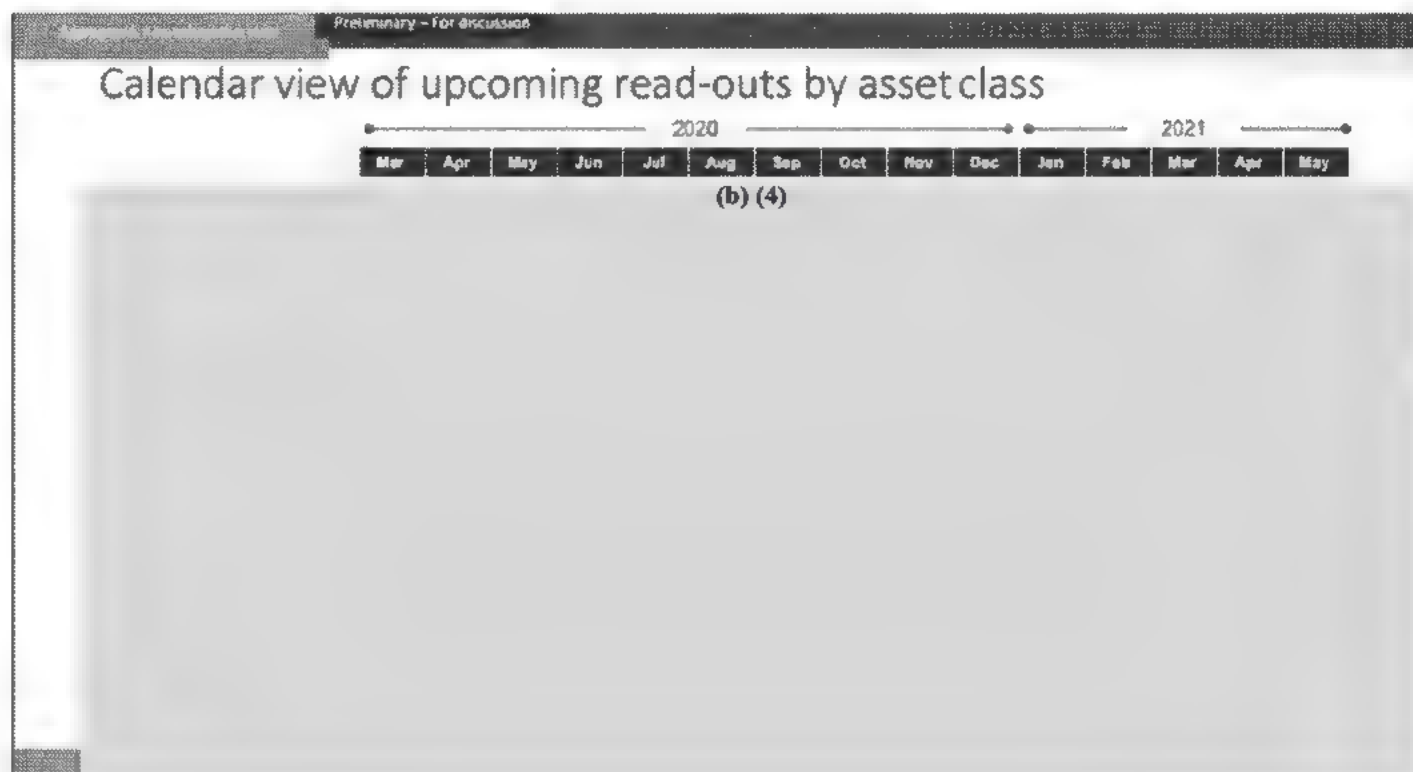 Preliminary – For discussion
Calendar view of upcoming read-outs by asset class
2020 2021
Mar Apr May Jun Jul Aug Sep Oct Nov Dec Jan Feb Mar Apr May
(b) (4)